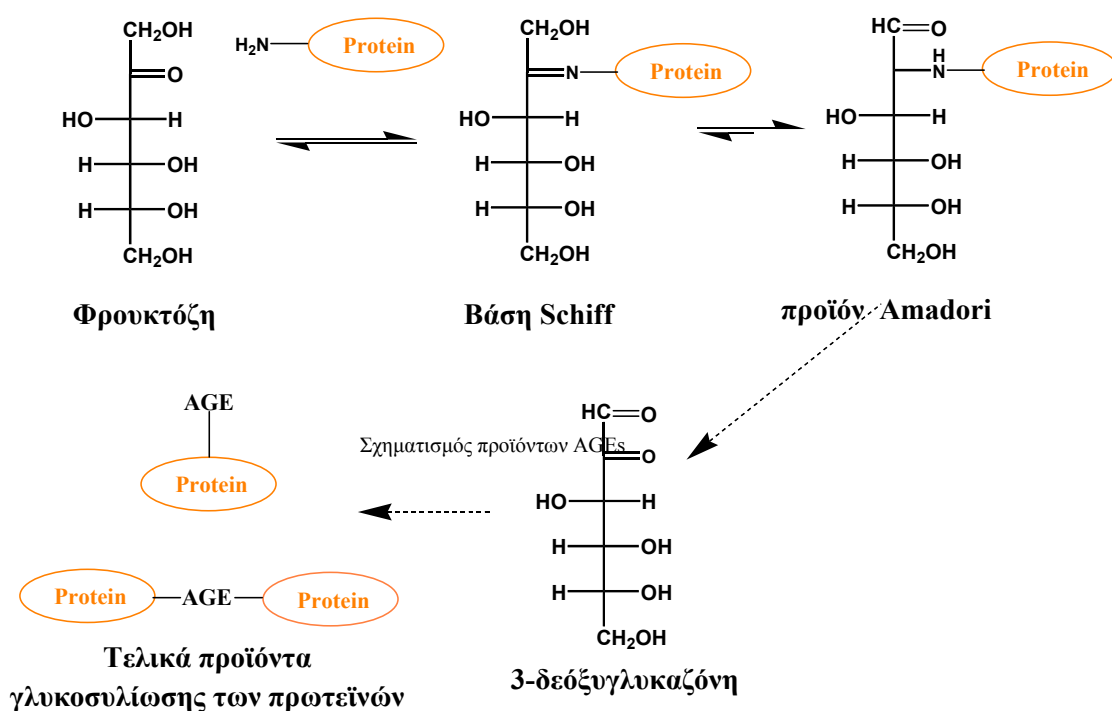 CH₂OH
O
HO
H
H
OH
H
OH
CH₂OH
Φρουκτόζη
H₂N
Protein
CH₂OH
N
Protein
HO
H
H
OH
H
OH
CH₂OH
Βάση Schiff
HC
O
H
N
Protein
HO
H
H
OH
H
OH
CH₂OH
προϊόν Amadori
AGE
Protein
Σχηματισμός προϊόντων AGEs
HC
O
O
HO
H
H
OH
H
OH
CH₂OH
3-δεόξυγλυκαζόνη
Protein
AGE
Protein
Τελικά προϊόντα
γλυκοσυλίωσης των πρωτεϊνών